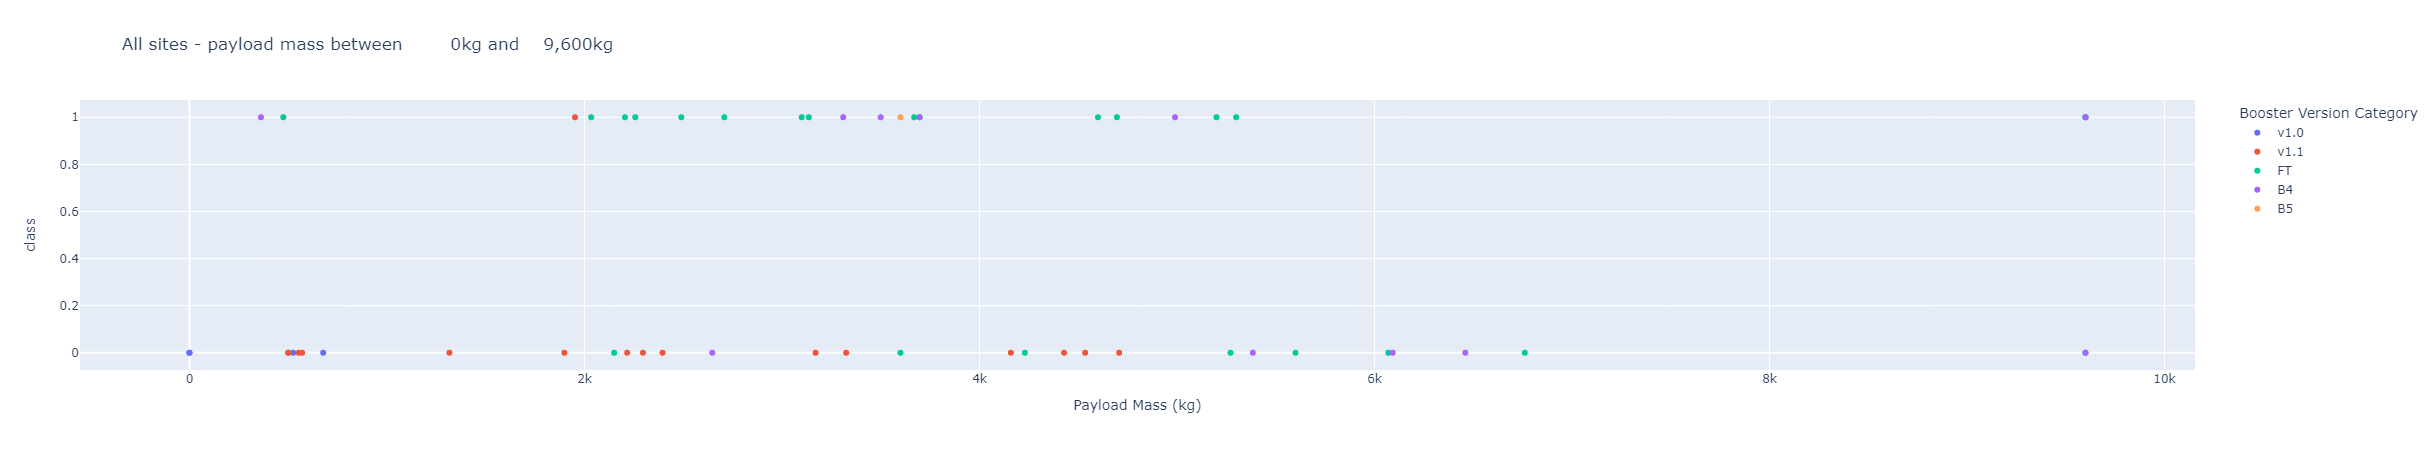 All sites - payload mass between 0kg and 9,600kg
Booster Version Category
v1.0
v1.1
FT
B4
B5
class
1
0.8
0.6
0.4
0.2
0
0 2k 4k 6k 8k 10k
Payload Mass (kg)